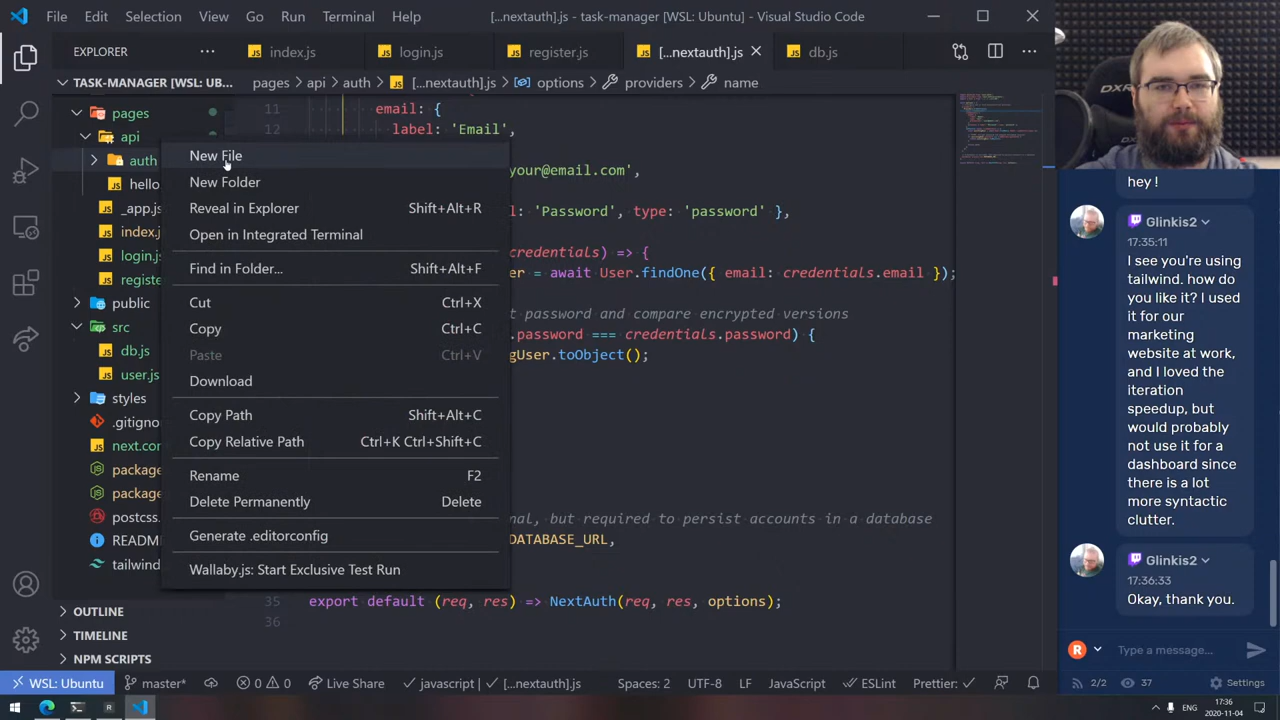 File Edit Selection View Go Run Terminal Help
[...nextauth].js - task-manager [WSL: Ubuntu] - Visual Studio Code
EXPLORER
index.js
login.js
register.js
[...nextauth].js
db.js
TASK-MANAGER [WSL: UB...
pages > api > auth > [...nextauth].js > options > providers > name
pages
api
auth
hello
_app.js
index.j
login.js
registe
public
src
db.js
user.js
styles
.gitigno
next.con
package
package
postcss.
README
tailwind
OUTLINE
TIMELINE
NPM SCRIPTS
New File
New Folder
Reveal in Explorer Shift+Alt+R
Open in Integrated Terminal
Find in Folder... Shift+Alt+F
Cut Ctrl+X
Copy Ctrl+C
Paste Ctrl+V
Download
Copy Path Shift+Alt+C
Copy Relative Path Ctrl+K Ctrl+Shift+C
Rename F2
Delete Permanently Delete
Generate .editorconfig
Wallaby.js: Start Exclusive Test Run
11 email: {
12 label: 'Email',
your@email.com',
l: 'Password', type: 'password' },
credentials) => {
er = await User.findOne({ email: credentials.email });
t password and compare encrypted versions
.password === credentials.password) {
gUser.toObject();
nal, but required to persist accounts in a database
DATABASE_URL,
35 export default (req, res) => NextAuth(req, res, options);
36
WSL: Ubuntu master* 0 0 Live Share javascript | [...nextauth].js Spaces: 2 UTF-8 LF JavaScript ESLint Prettier:
DXR
hey !
Glinkis2
17:35:11
I see you're using
tailwind. how do
you like it? I used
it for our
marketing
website at work,
and I loved the
iteration
speedup, but
would probably
not use it for a
dashboard since
there is a lot
more syntactic
clutter.
Glinkis2
17:36:33
Okay, thank you.
R Type a message...
2/2 37 Settings
ENG
17:36
2020-11-04